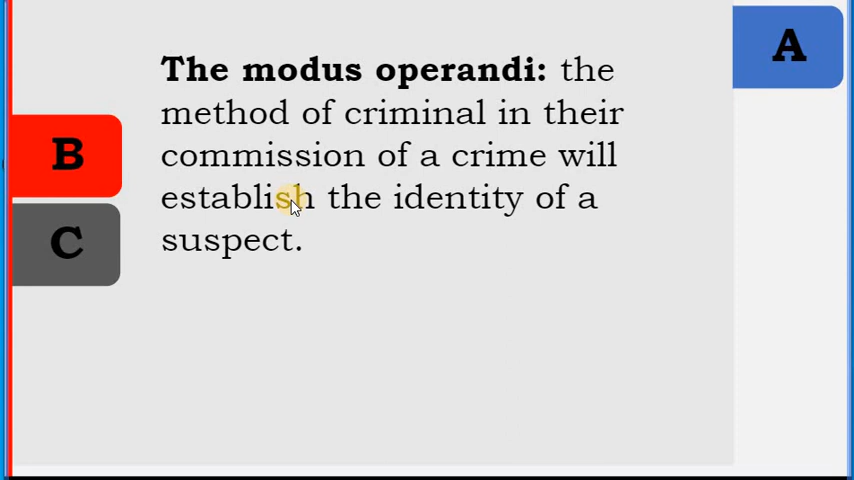 A
The modus operandi: the
method of criminal in their
commission of a crime will
establish the identity of a
suspect.
B
C